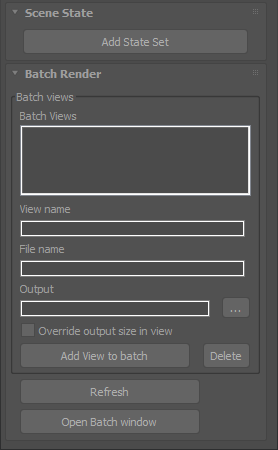 Scene State
Add State Set
Batch Render
Batch views
Batch Views
View name
File name
Output
...
Override output size in view
Add View to batch
Delete
Refresh
Open Batch window